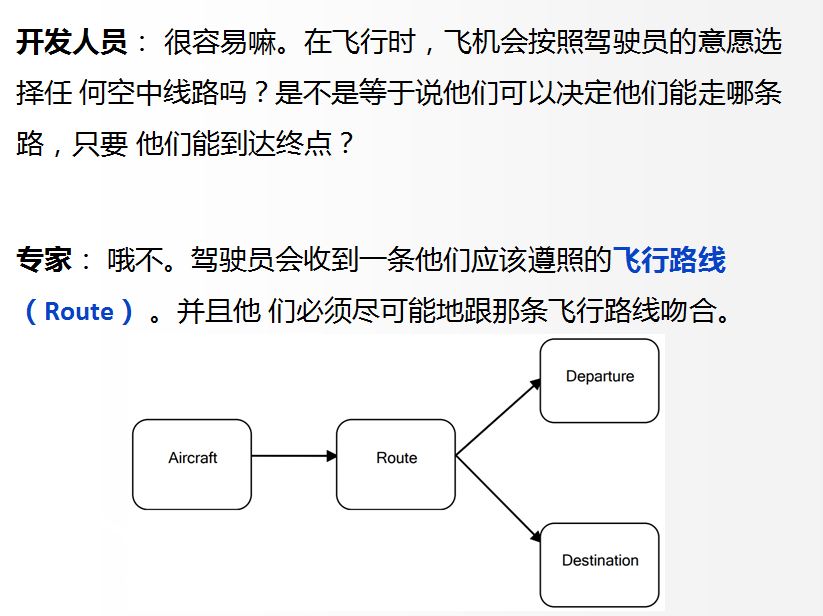 开发人员： 很容易嘛。在飞行时，飞机会按照驾驶员的意愿选
择任 何空中线路吗？是不是等于说他们可以决定他们能走哪条
路，只要 他们能到达终点？
专家： 哦不。驾驶员会收到一条他们应该遵照的飞行路线
（Route）。并且他 们必须尽可能地跟那条飞行路线吻合。
Departure
Aircraft
Route
Destination